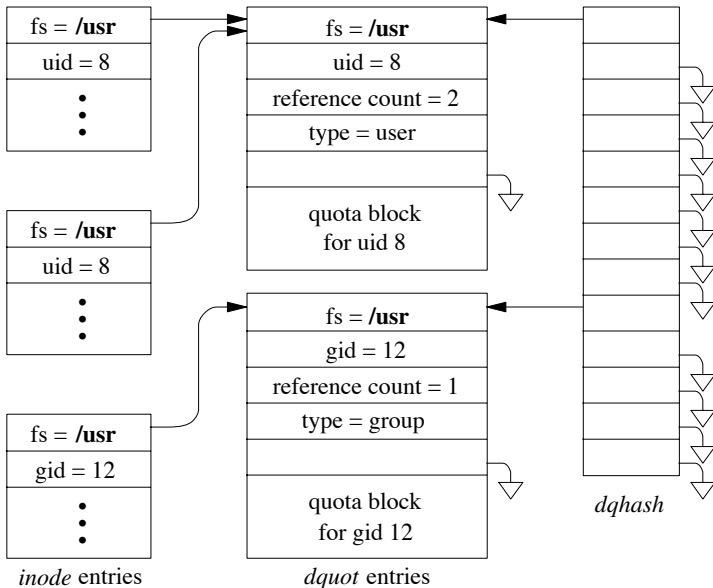 fs = /usr
uid = 8
fs = /usr
uid = 8
fs = /usr
gid = 12
inode entries
fs = /usr
uid = 8
reference count = 2
type = user
quota block
for uid 8
fs = /usr
gid = 12
reference count = 1
type = group
quota block
for gid 12
dquot entries
dqhash